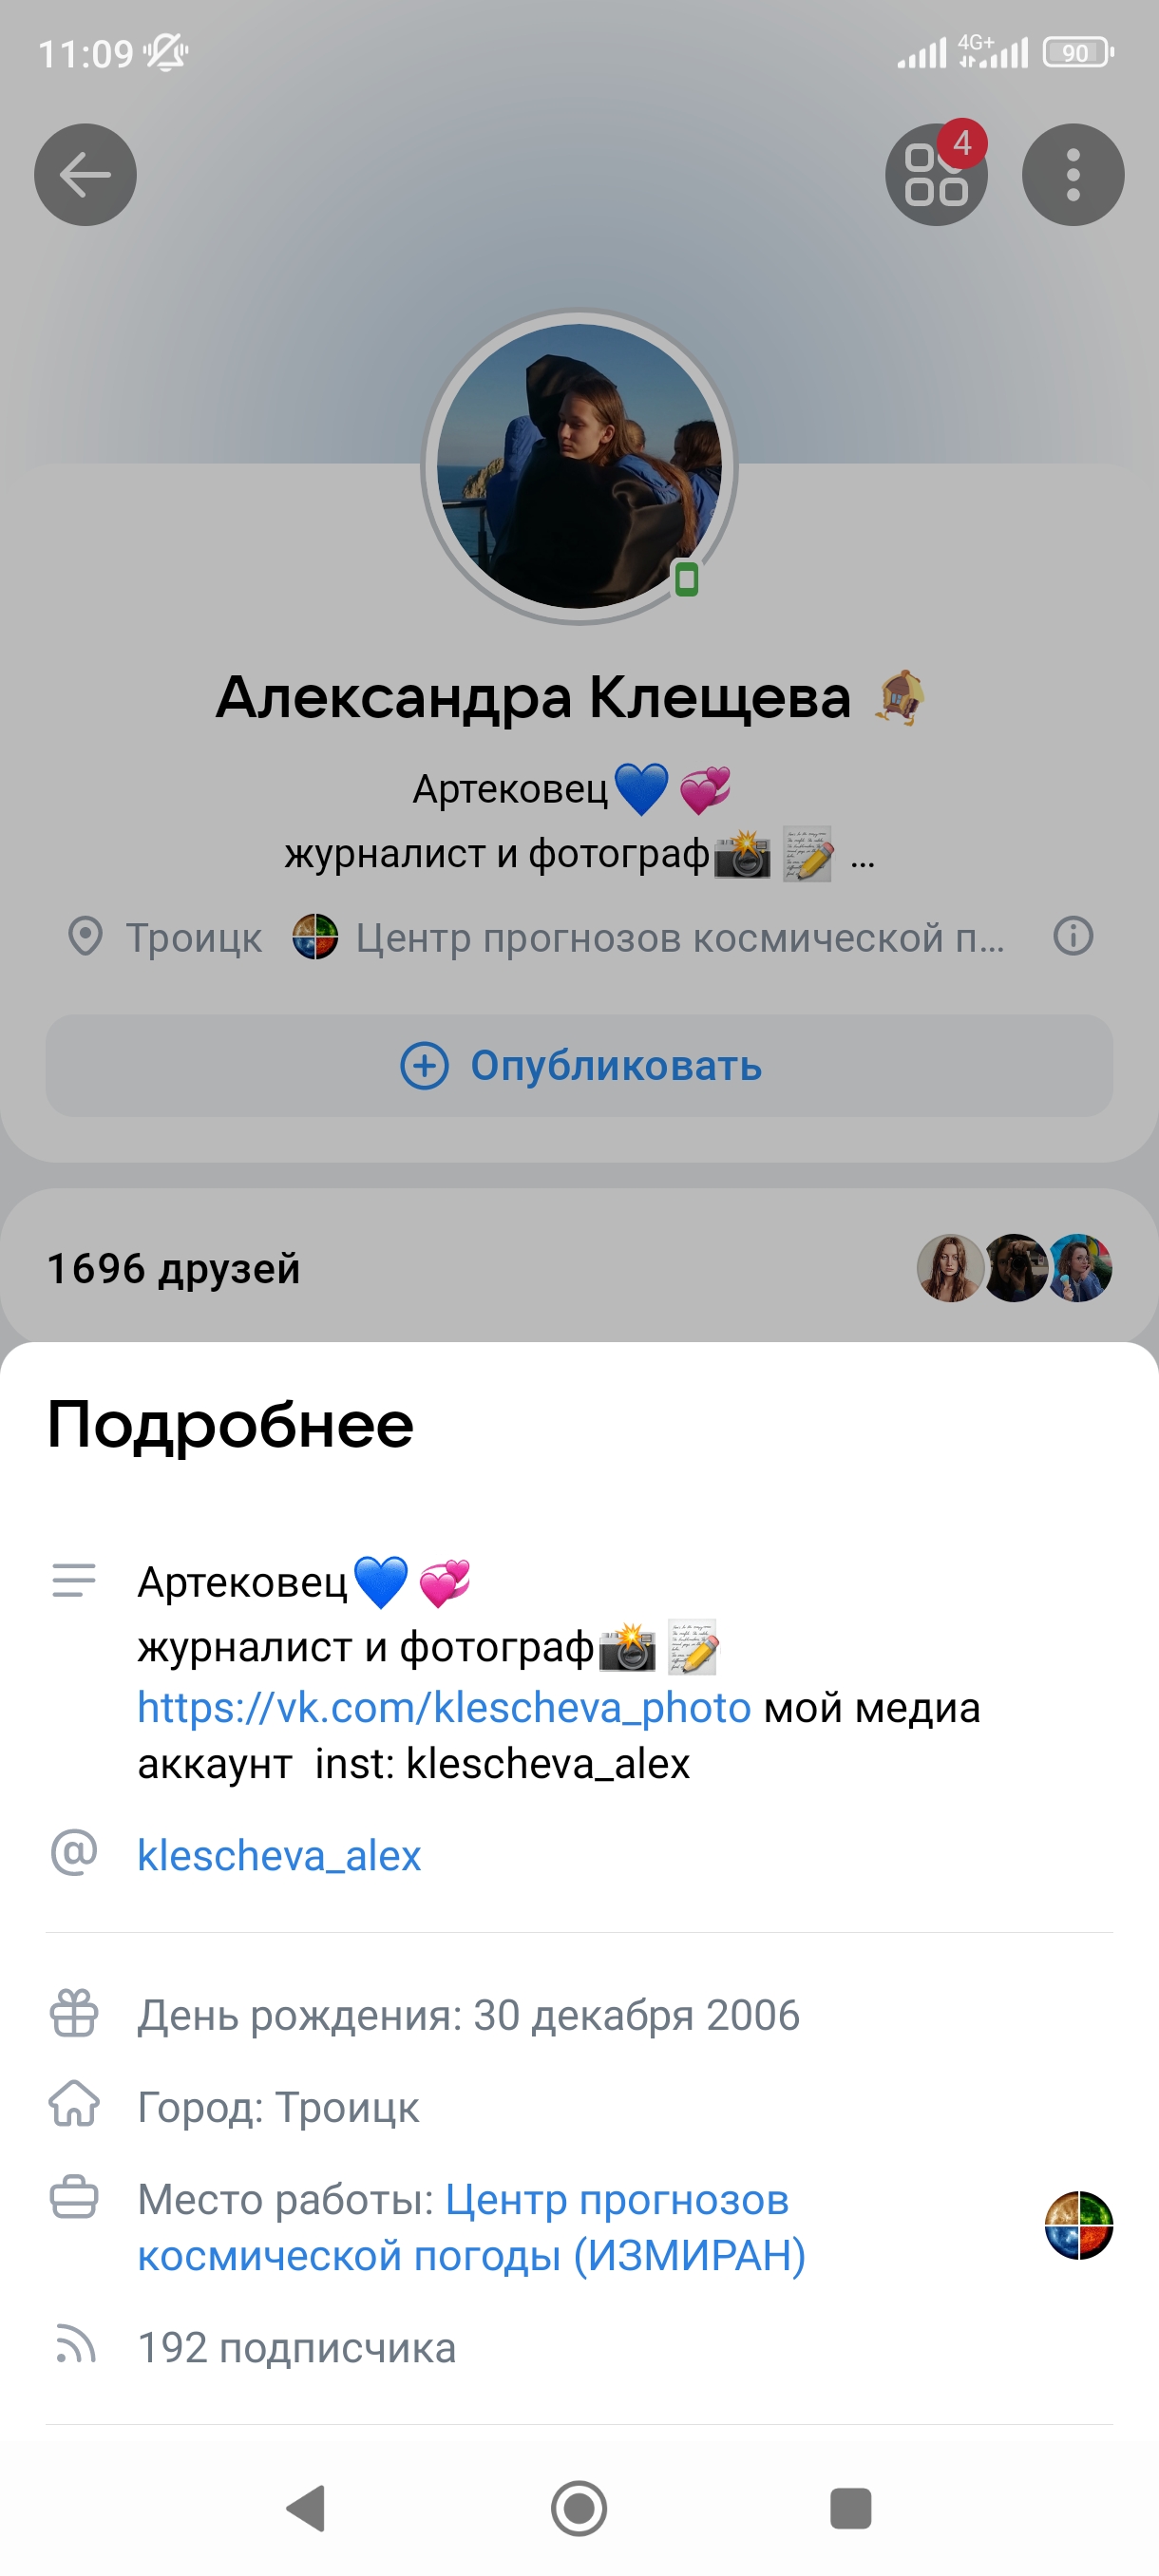 11:09
4G+
90
4
Александра Клещева
Артековец💙💞
журналист и фотограф📸📝 ...
Троицк Центр прогнозов космической п...
Опубликовать
1696 друзей
Подробнее
Артековец💙💞
журналист и фотограф📸📝
https://vk.com/klescheva_photo мой медиа
аккаунт  inst: klescheva_alex
klescheva_alex
День рождения: 30 декабря 2006
Город: Троицк
Место работы: Центр прогнозов
космической погоды (ИЗМИРАН)
192 подписчика